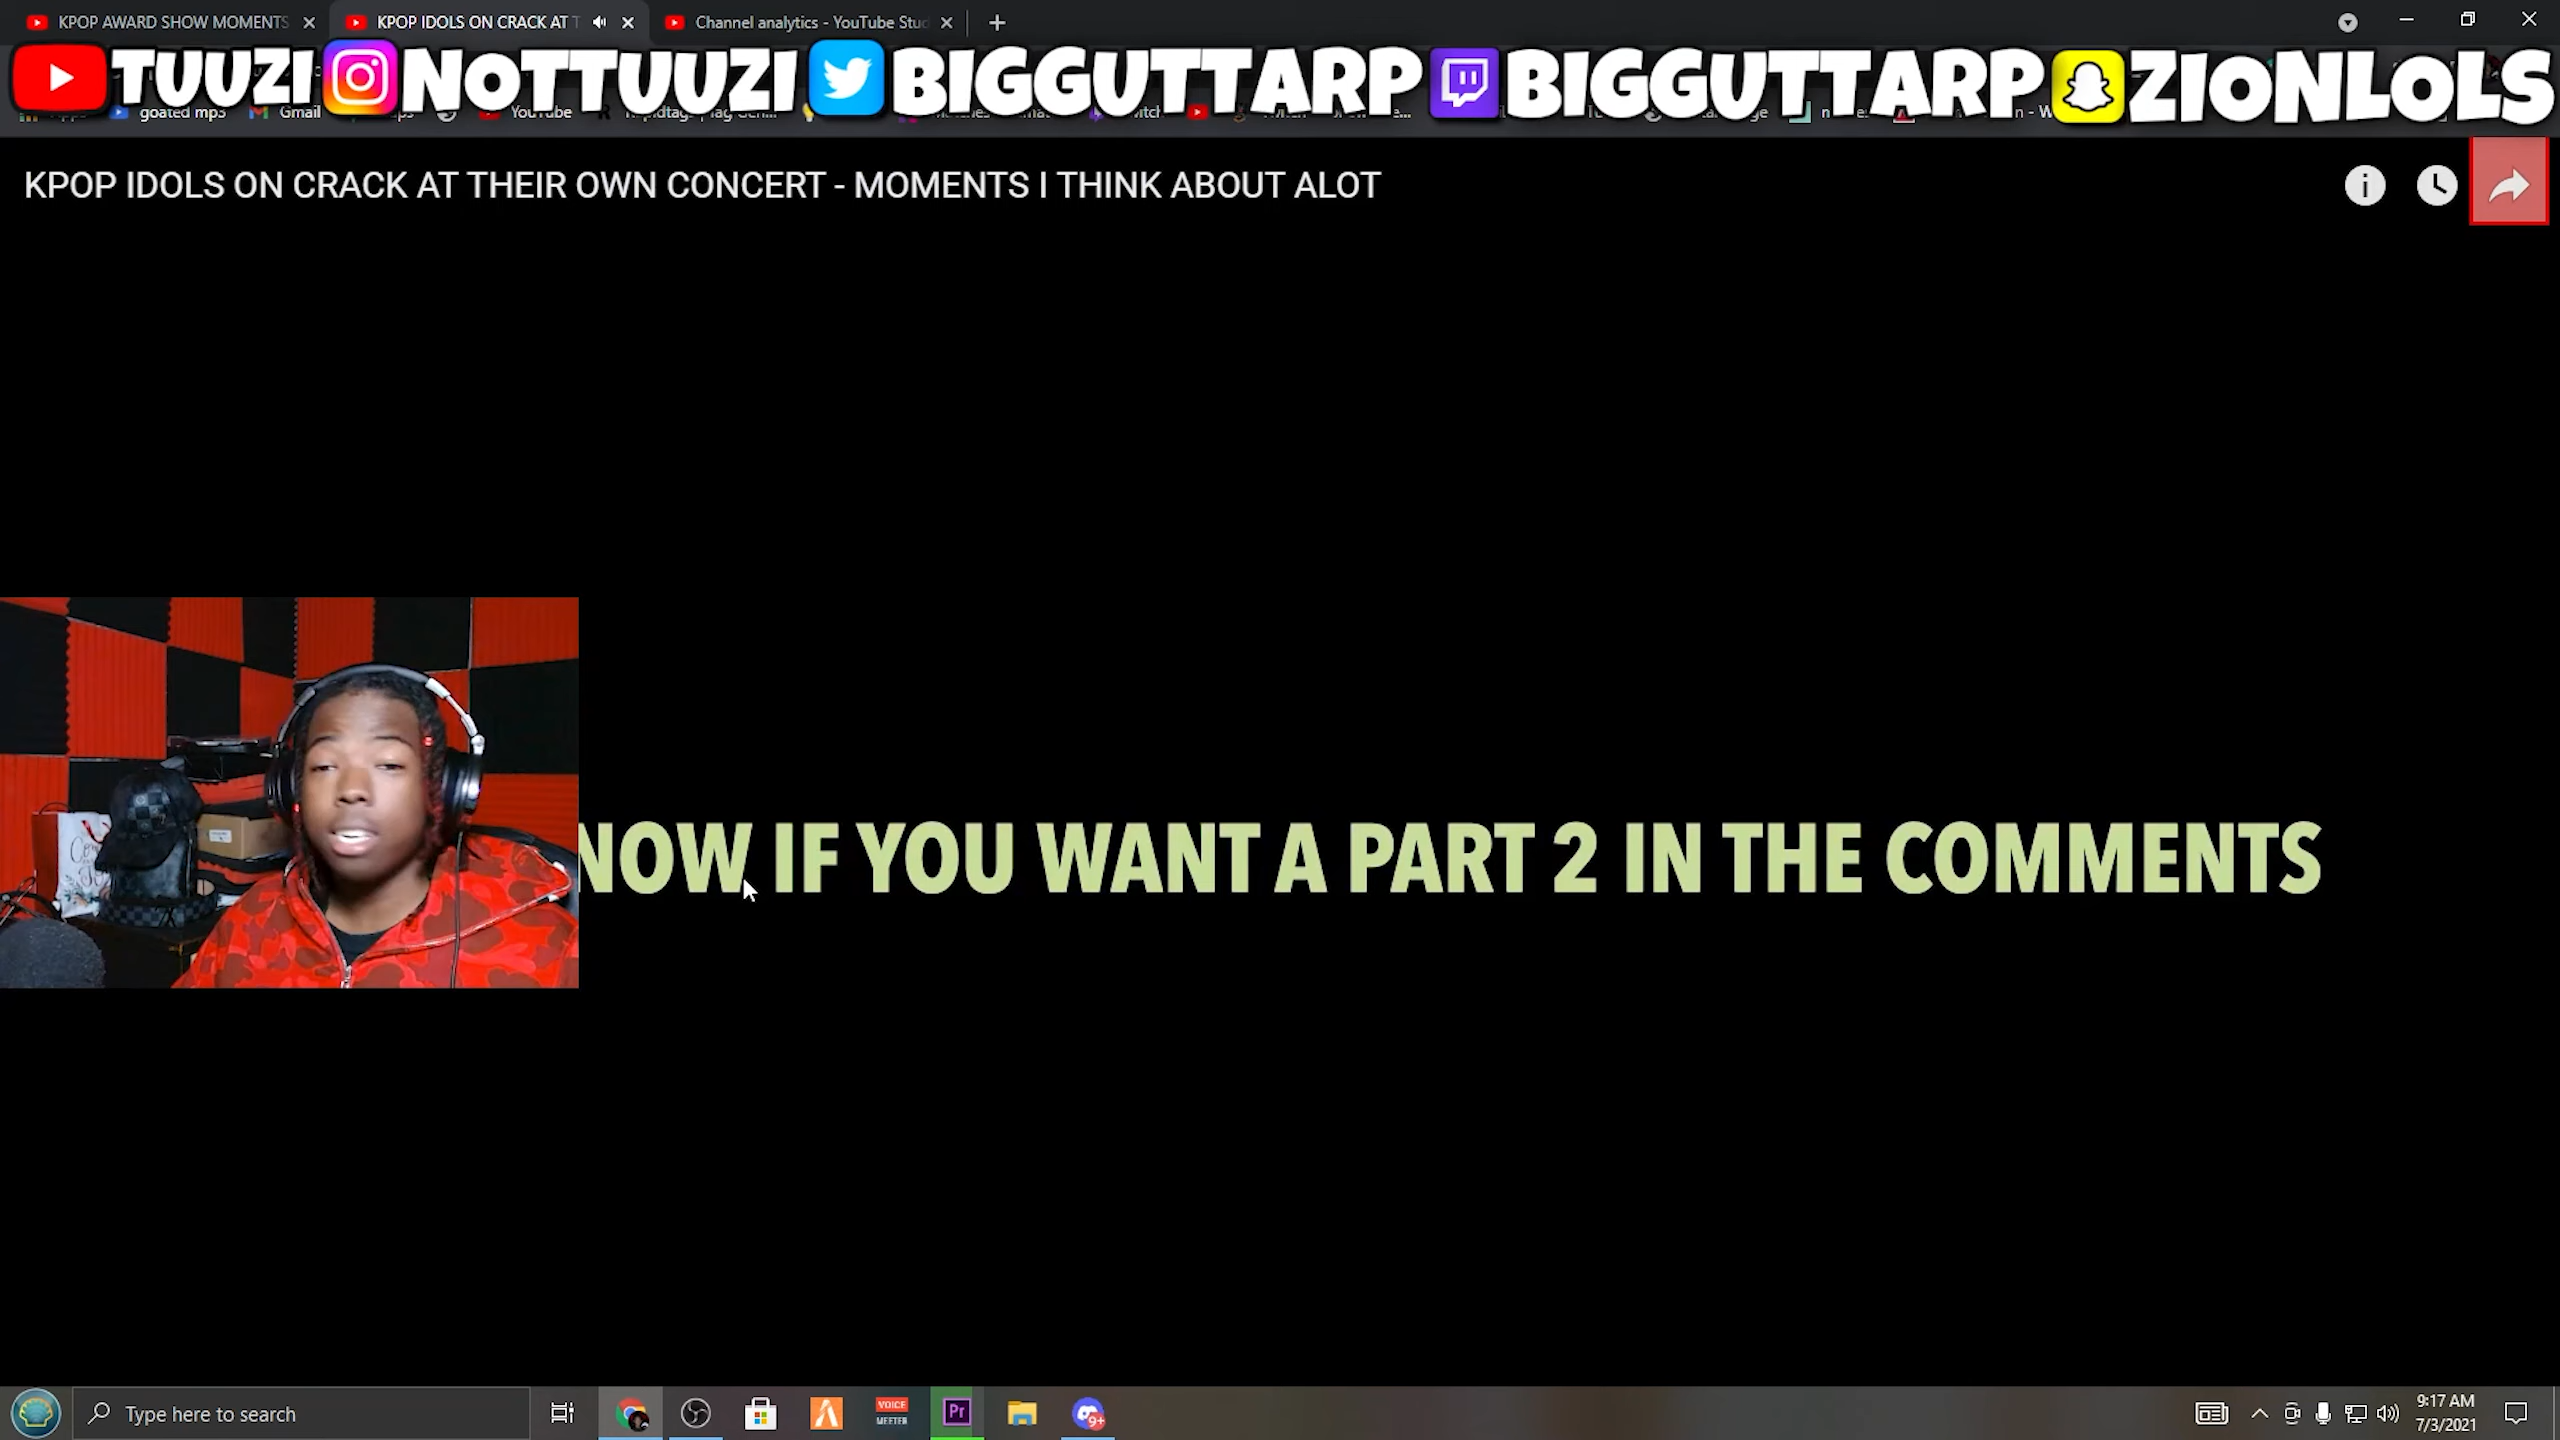 KPOP AWARD SHOW MOMENTS
KPOP IDOLS ON CRACK AT T
Channel analytics - YouTube Stud
TUUZI NOTTUUZI BIGGUTTARP BIGGUTTARP ZIONLOLS
goated mp3 Gmail YouTube
KPOP IDOLS ON CRACK AT THEIR OWN CONCERT - MOMENTS I THINK ABOUT ALOT
NOW IF YOU WANT A PART 2 IN THE COMMENTS
Type here to search
VOICE
MEETER
Pr
9+
9:17 AM
7/3/2021